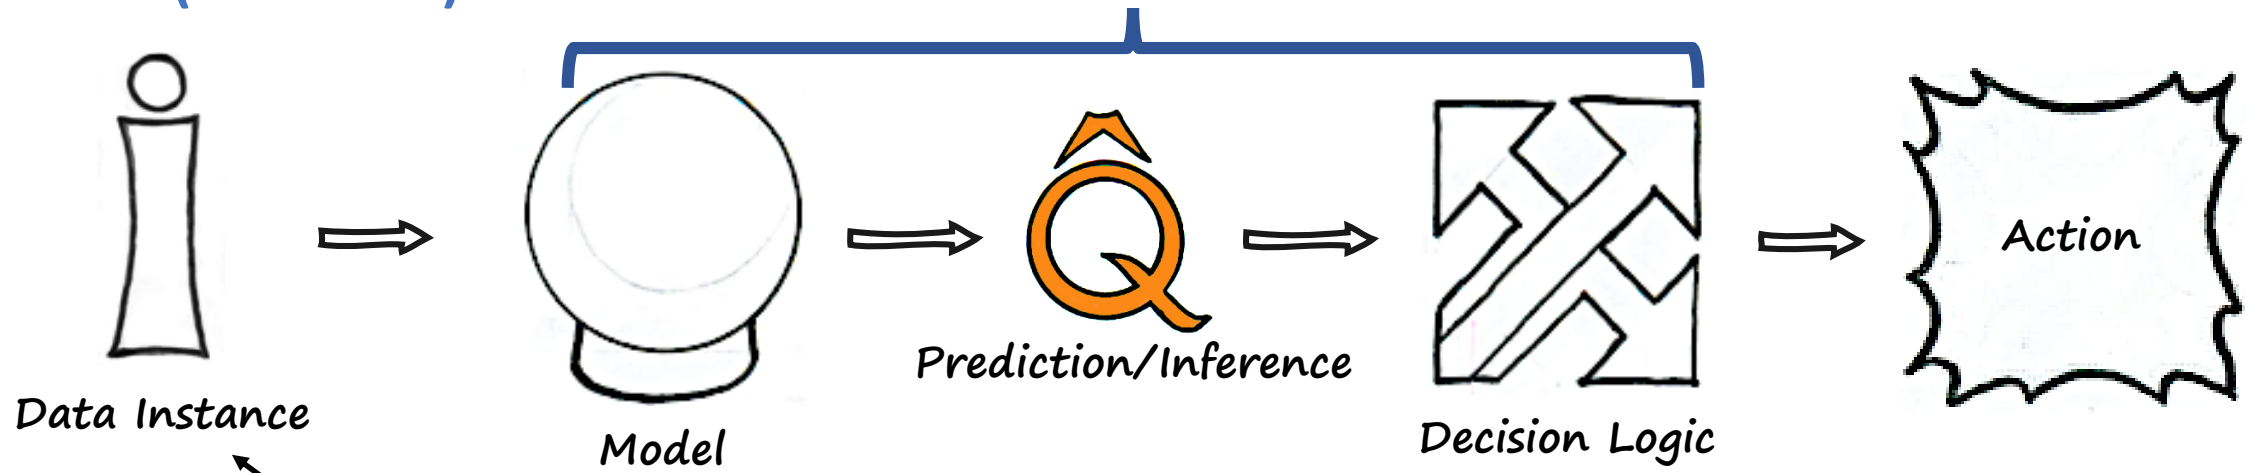 Q̂
Action
Prediction/Inference
Data Instance
Model
Decision Logic